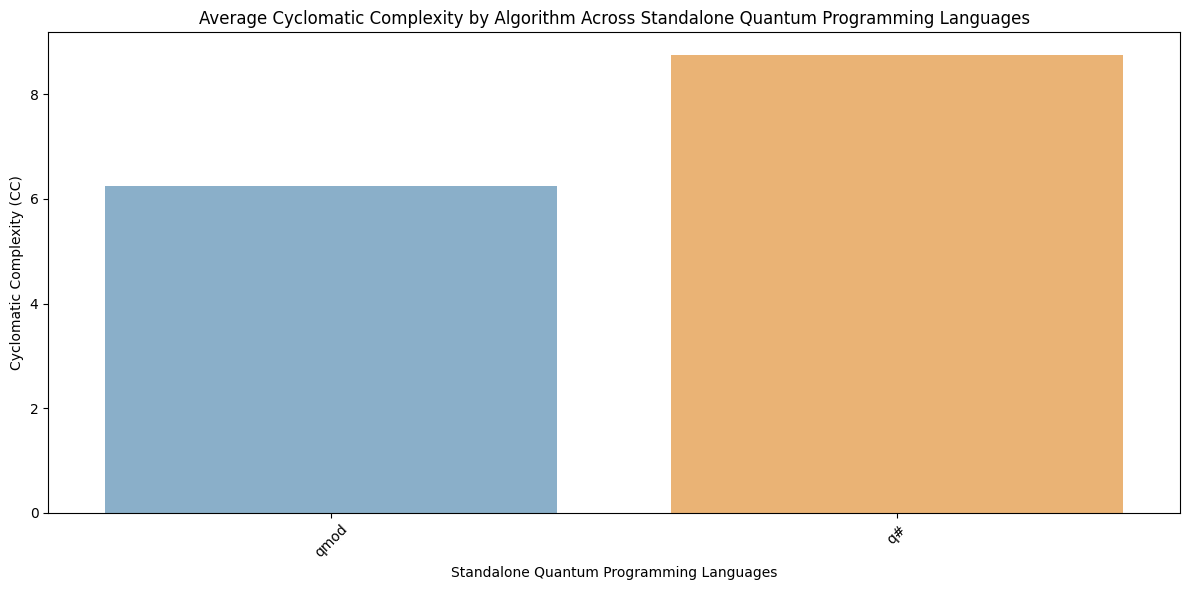 Average Cyclomatic Complexity by Algorithm Across Standalone Quantum Programming Languages
Cyclomatic Complexity (CC)
8
6
4
2
0
qmod
q#
Standalone Quantum Programming Languages